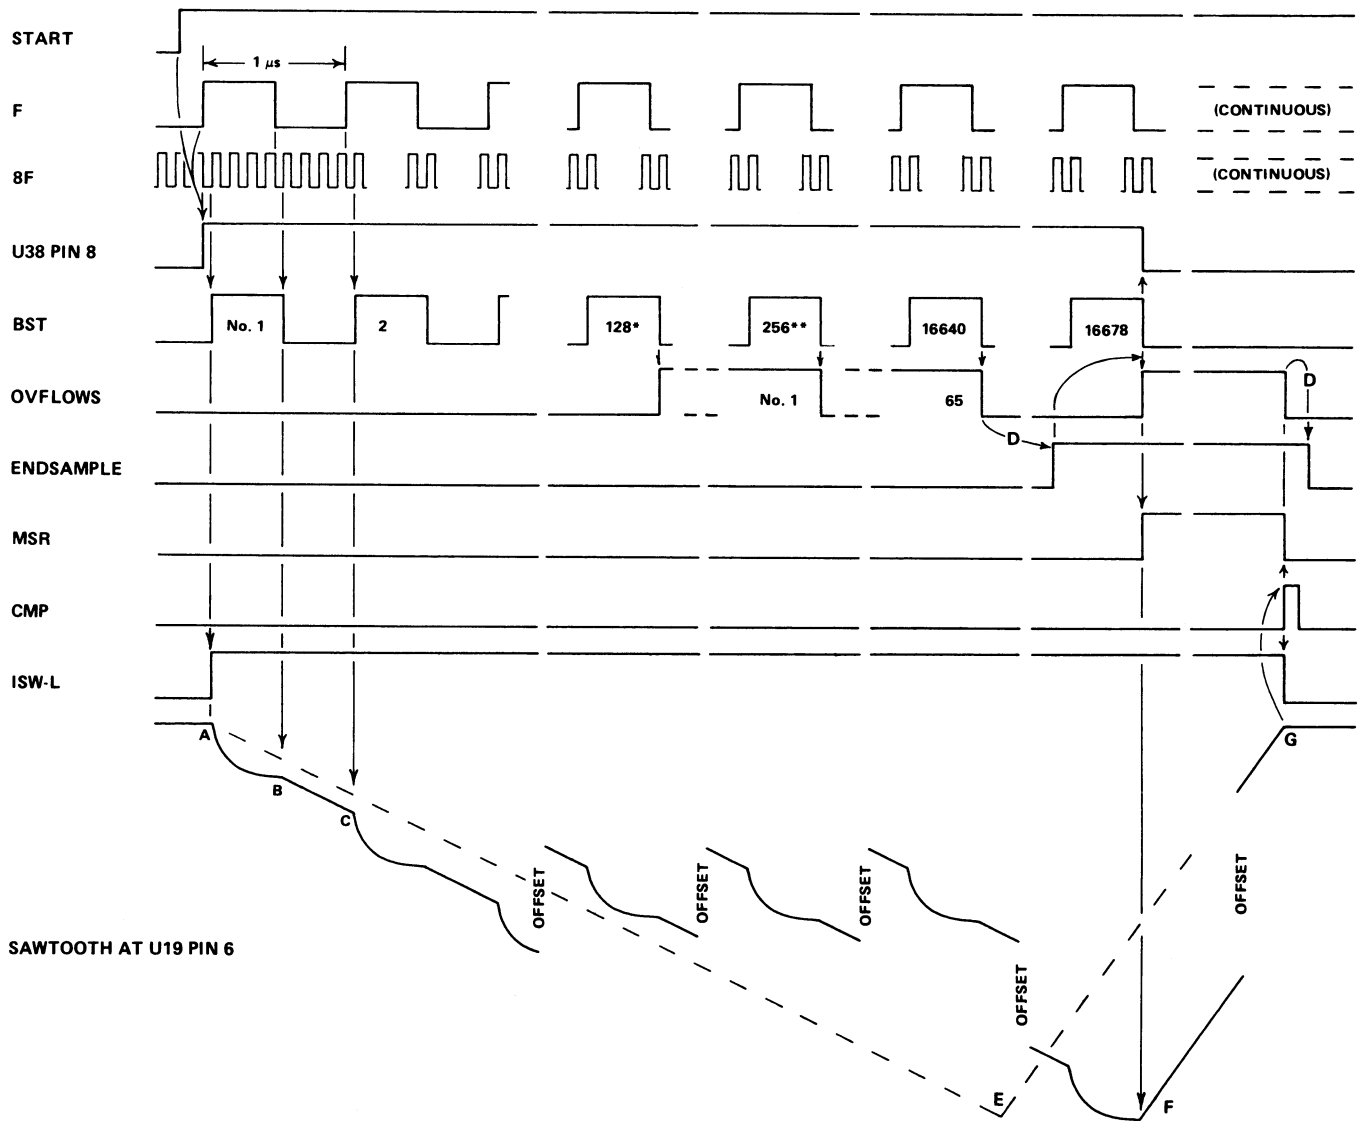 START
1 µs
F
(CONTINUOUS)
8F
(CONTINUOUS)
U38 PIN 8
BST
No. 1
2
128*
256**
16640
16678
OVFLOWS
No. 1
65
D
D
ENDSAMPLE
MSR
CMP
ISW-L
A
B
C
G
OFFSET
OFFSET
OFFSET
OFFSET
OFFSET
SAWTOOTH AT U19 PIN 6
E
F